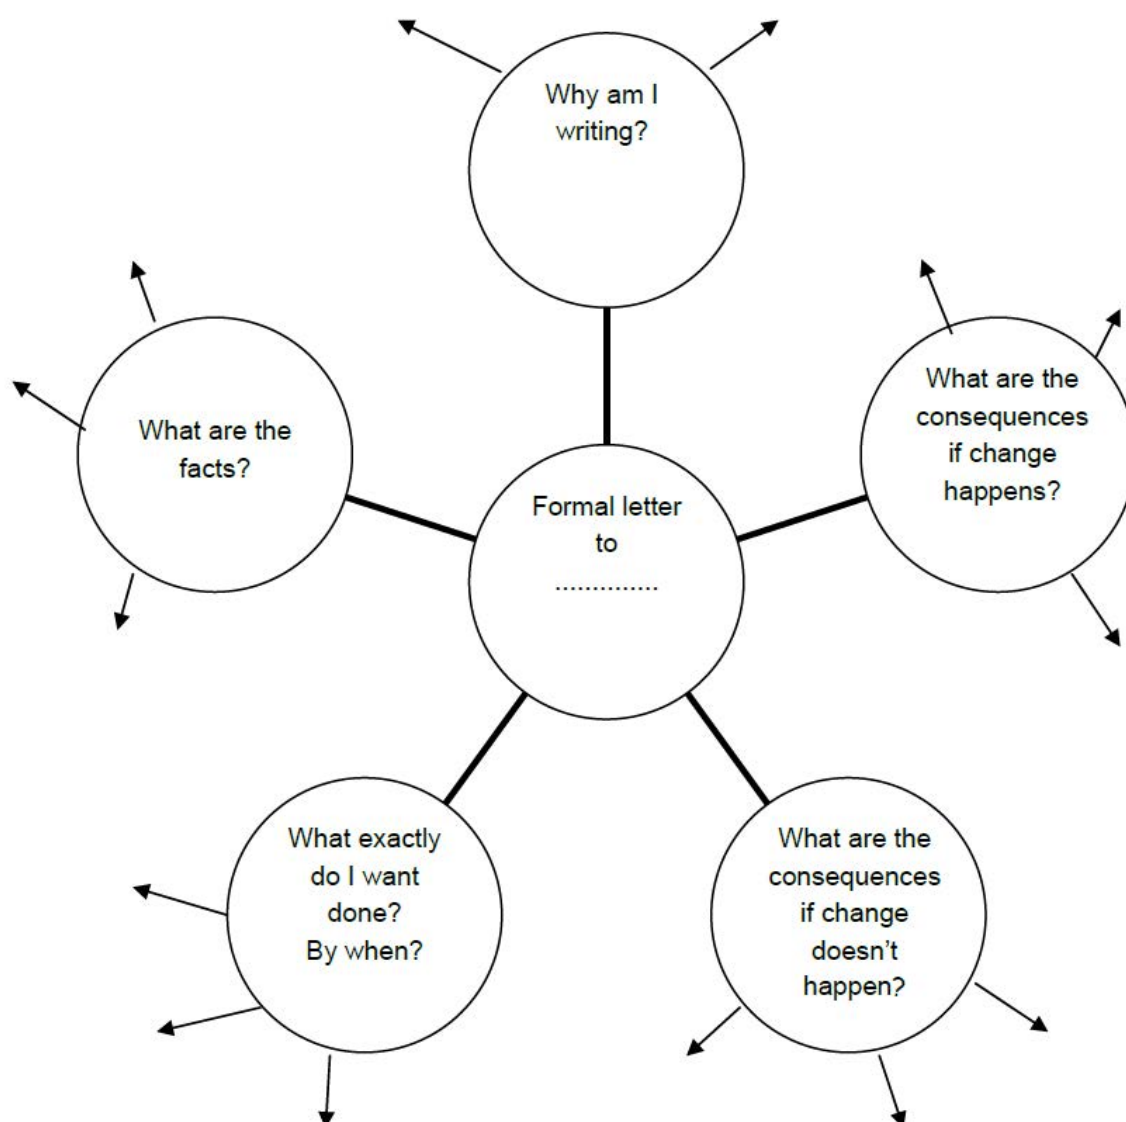 Why am I
writing?
What are the
consequences
if change
happens?
What are the
facts?
Formal letter
to
..............
What exactly
do I want
done?
By when?
What are the
consequences
if change
doesn't
happen?